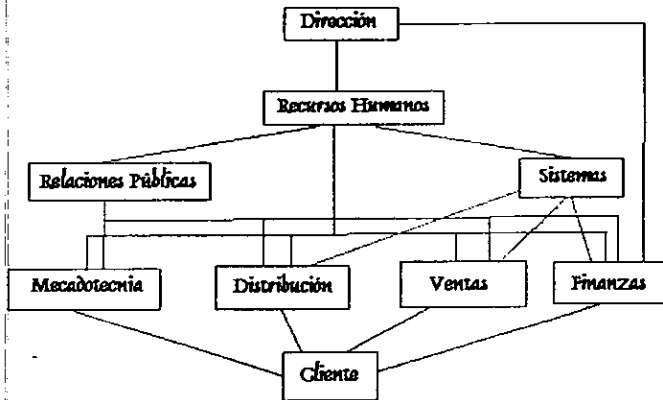 Dirección
Recursos Humanos
Relaciones Públicas
Sistemas
Mecadotecnia
Distribución
Ventas
Finanzas
Cliente